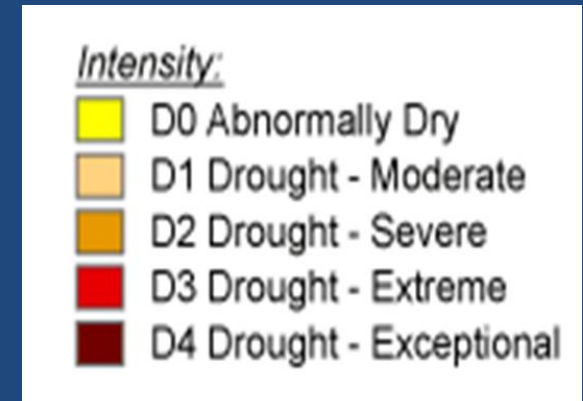 Intensity:
D0 Abnormally Dry
D1 Drought - Moderate
D2 Drought - Severe
D3 Drought - Extreme
D4 Drought - Exceptional